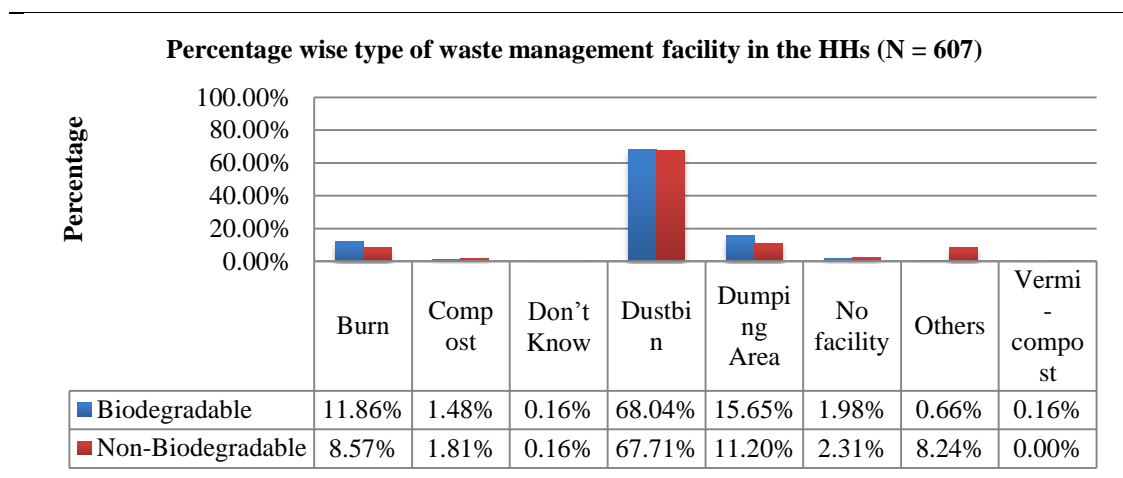 Percentage wise type of waste management facility in the HHs (N = 607)
Percentage
100.00%
80.00%
60.00%
40.00%
20.00%
0.00%
Burn
Comp
ost
Don’t
Know
Dustbi
n
Dumpi
ng
Area
No
facility
Others
Vermi
-
compo
st
Biodegradable 11.86% 1.48% 0.16% 68.04% 15.65% 1.98% 0.66% 0.16%
Non-Biodegradable 8.57% 1.81% 0.16% 67.71% 11.20% 2.31% 8.24% 0.00%